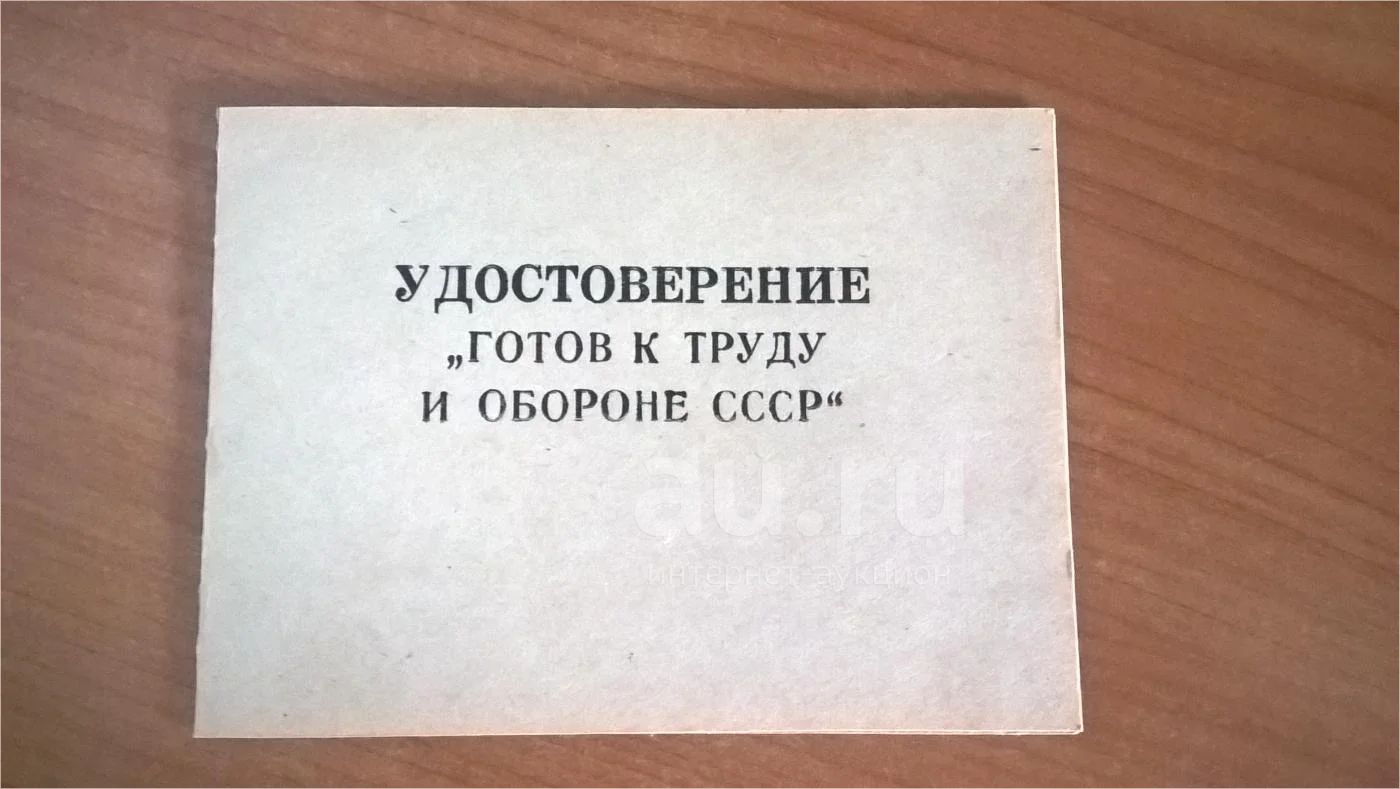 УДОСТОВЕРЕНИЕ
„ГОТОВ К ТРУДУ
И ОБОРОНЕ СССР“
au.ru
интернет-аукцион